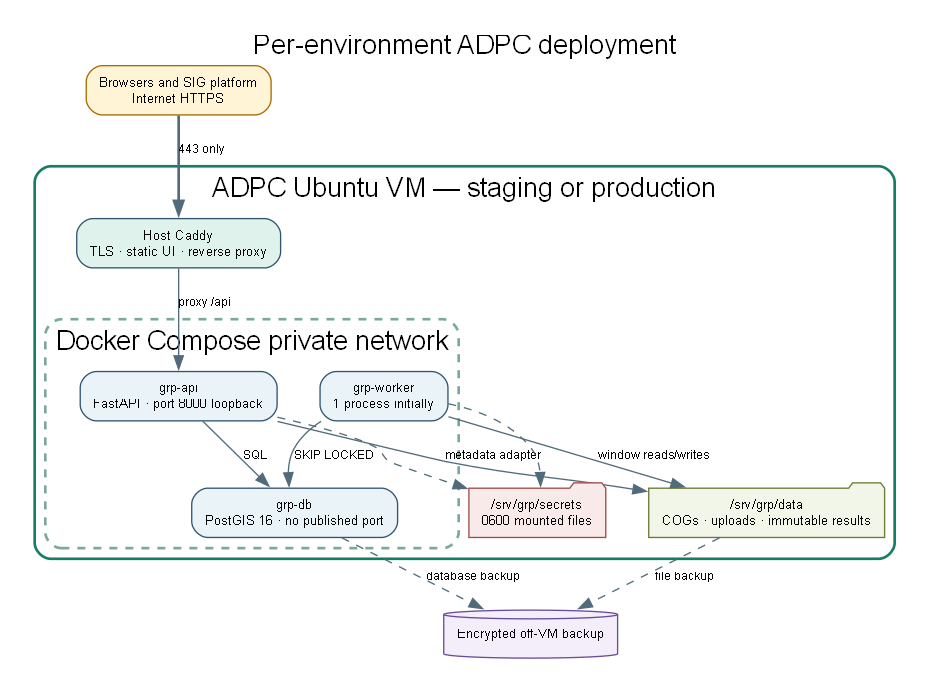 Per-environment ADPC deployment
Browsers and SIG platform
Internet HTTPS
443 only
ADPC Ubuntu VM — staging or production
Host Caddy
TLS · static UI · reverse proxy
proxy /api
Docker Compose private network
grp-api
FastAPI · port 8000 loopback
grp-worker
1 process initially
SQL
SKIP LOCKED
metadata adapter
window reads/writes
grp-db
PostGIS 16 · no published port
/srv/grp/secrets
0600 mounted files
/srv/grp/data
COGs · uploads · immutable results
database backup
file backup
Encrypted off-VM backup